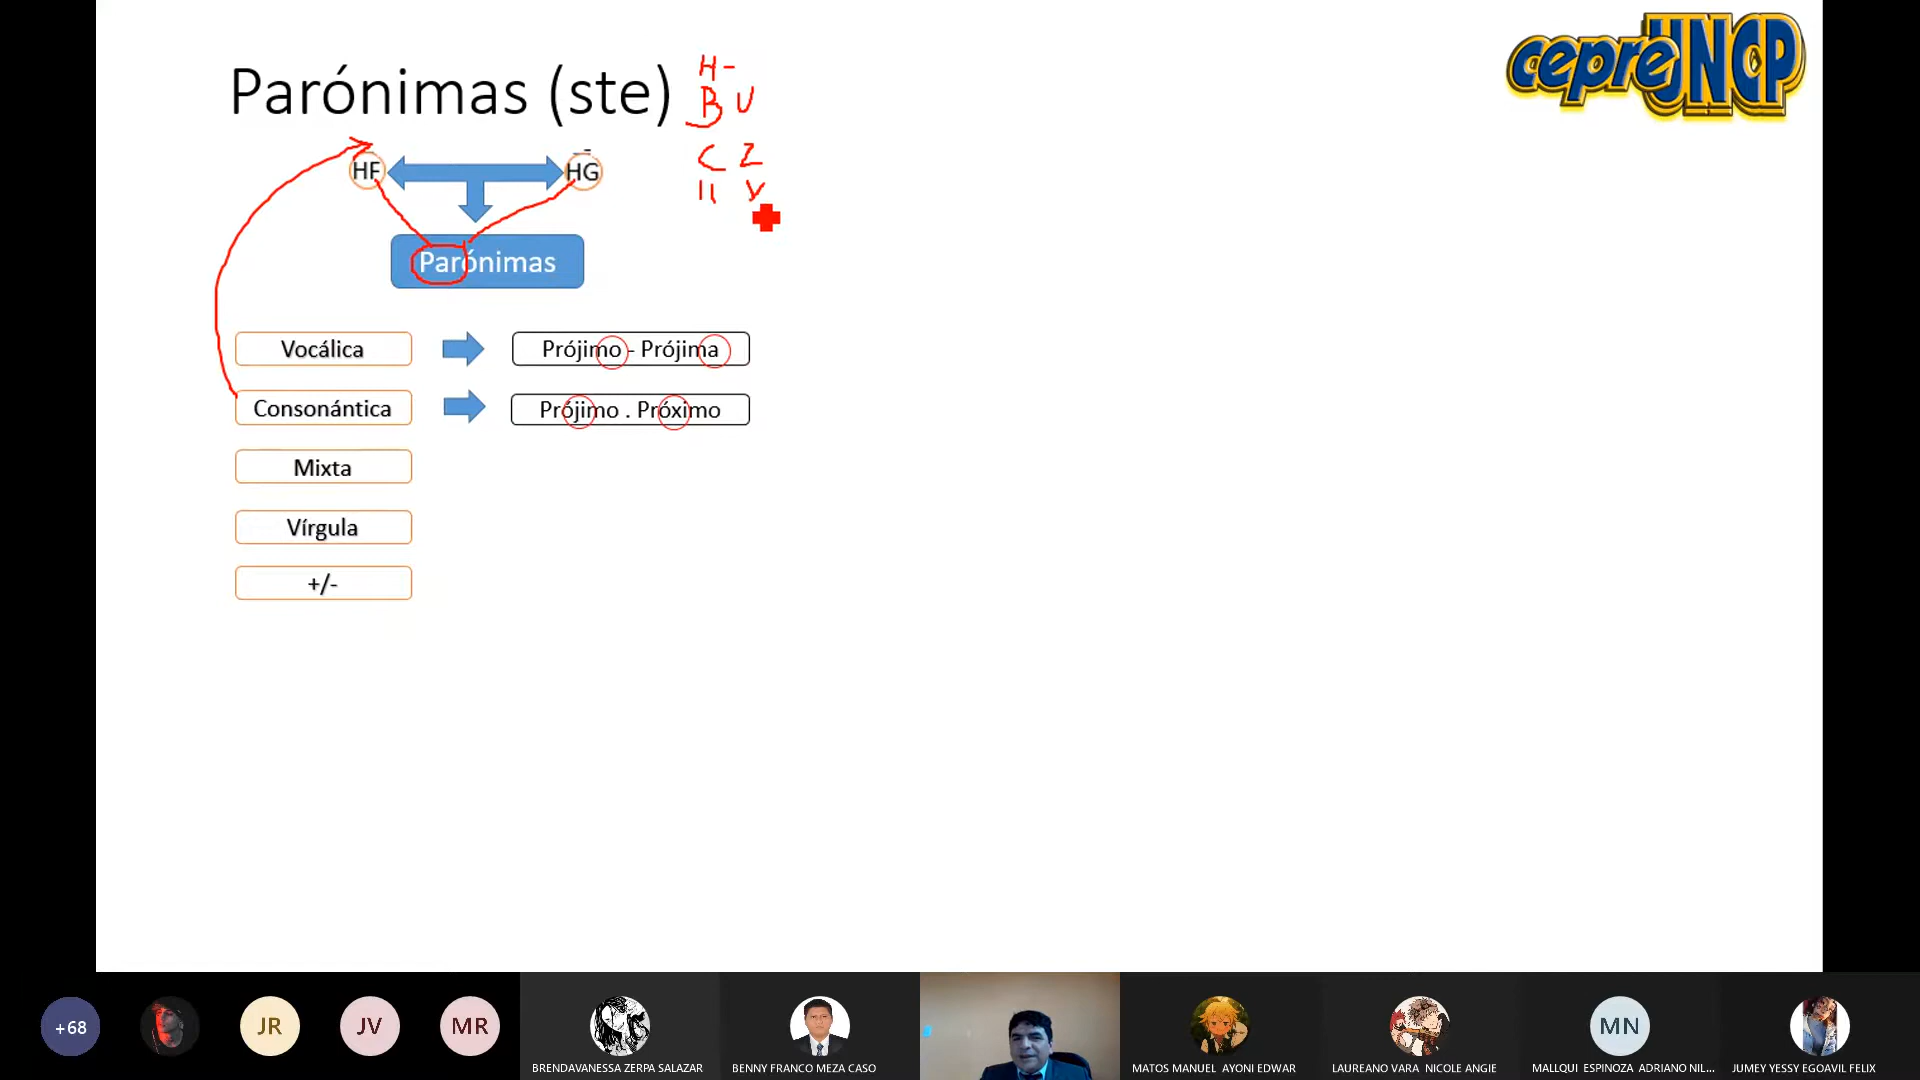 Parónimas (ste)
H -
B V
C Z
ll y
cepreUNCP
HF
HG
Parónimas
Vocálica
Prójimo - Prójima
Consonántica
Prójimo . Próximo
Mixta
Vírgula
+/-
+68
JR
JV
MR
MN
BRENDAVANESSA ZERPA SALAZAR
BENNY FRANCO MEZA CASO
MATOS MANUEL AYONI EDWAR
LAUREANO VARA NICOLE ANGIE
MALLQUI ESPINOZA ADRIANO NIL...
JUMEY YESSY EGOAVIL FELIX